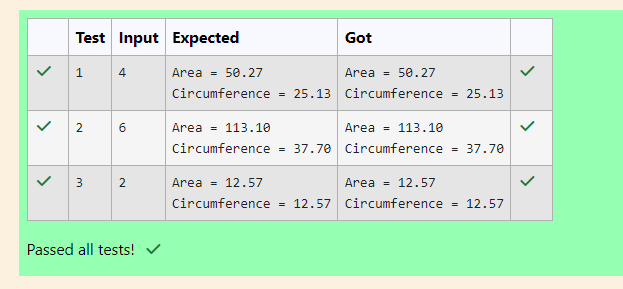 Test Input Expected Got
1 4 Area = 50.27 Area = 50.27
Circumference = 25.13 Circumference = 25.13
2 6 Area = 113.10 Area = 113.10
Circumference = 37.70 Circumference = 37.70
3 2 Area = 12.57 Area = 12.57
Circumference = 12.57 Circumference = 12.57
Passed all tests!